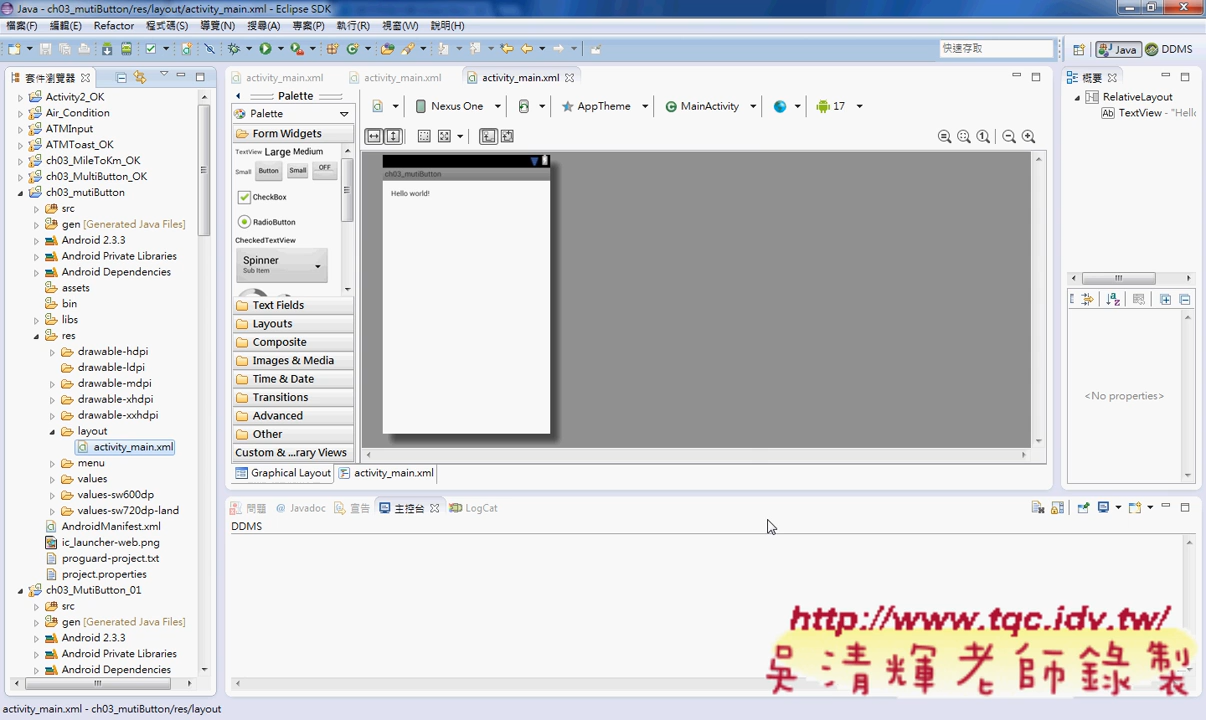 Java - ch03_mutiButton/res/layout/activity_main.xml - Eclipse SDK
檔案(F) 編輯(E) Refactor 程式碼(S) 導覽(N) 搜尋(A) 專案(P) 執行(R) 視窗(W) 說明(H)
快速存取 Java DDMS
套件瀏覽器
Activity2_OK
Air_Condition
ATMInput
ATMToast_OK
ch03_MileToKm_OK
ch03_MultiButton_OK
ch03_mutiButton
src
gen [Generated Java Files]
Android 2.3.3
Android Private Libraries
Android Dependencies
assets
bin
libs
res
drawable-hdpi
drawable-ldpi
drawable-mdpi
drawable-xhdpi
drawable-xxhdpi
layout
activity_main.xml
menu
values
values-sw600dp
values-sw720dp-land
AndroidManifest.xml
ic_launcher-web.png
proguard-project.txt
project.properties
ch03_MutiButton_01
src
gen [Generated Java Files]
Android 2.3.3
Android Private Libraries
Android Dependencies
activity_main.xml activity_main.xml activity_main.xml
Palette
Palette
Form Widgets
TextView Large Medium
Small Button Small OFF
CheckBox
RadioButton
CheckedTextView
Spinner
Sub Item
Text Fields
Layouts
Composite
Images & Media
Time & Date
Transitions
Advanced
Other
Custom & ...rary Views
Nexus One AppTheme MainActivity 17
ch03_mutiButton
Hello world!
Graphical Layout activity_main.xml
概要
RelativeLayout
Ab TextView - "Hello
<No properties>
問題 @ Javadoc 宣告 主控台 LogCat
DDMS
http://www.tqc.idv.tw/
吳清輝老師錄製
activity_main.xml - ch03_mutiButton/res/layout